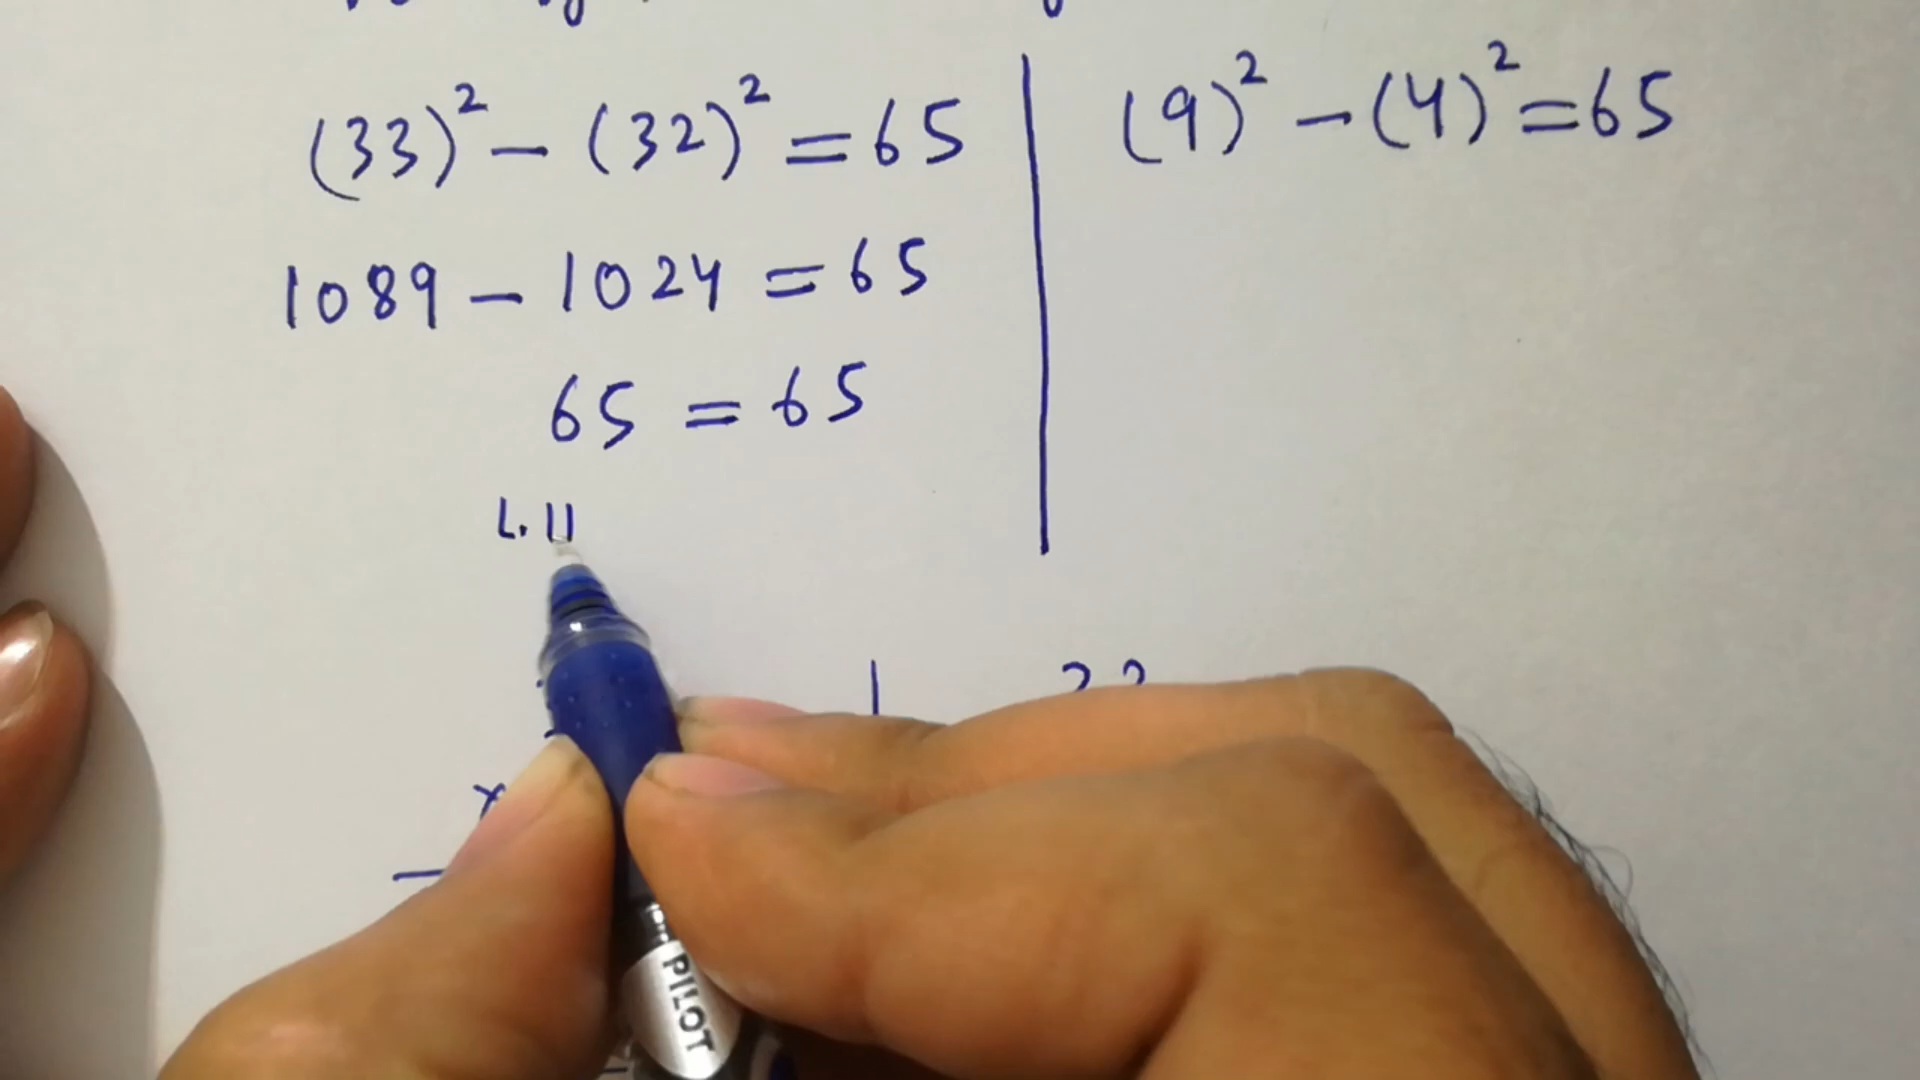 (33)² - (32)² = 65
1089 - 1024 = 65
65 = 65
(9)² - (4)² = 65
PILOT